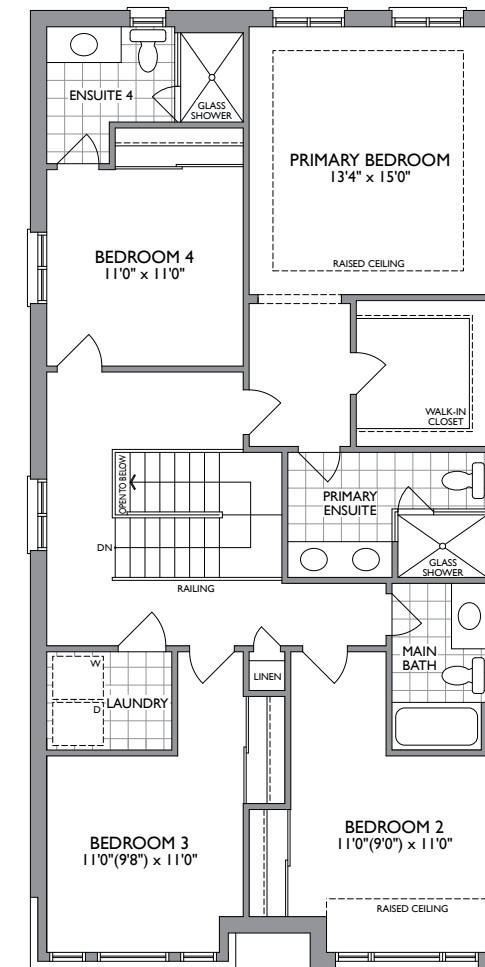 ENSUITE 4
GLASS
SHOWER
PRIMARY BEDROOM
13'4" x 15'0"
RAISED CEILING
BEDROOM 4
11'0" x 11'0"
WALK-IN
CLOSET
OPEN TO BELOW
PRIMARY
ENSUITE
DN
GLASS
SHOWER
RAILING
MAIN
BATH
W
LINEN
D
LAUNDRY
BEDROOM 3
11'0"(9'8") x 11'0"
BEDROOM 2
11'0"(9'0") x 11'0"
RAISED CEILING